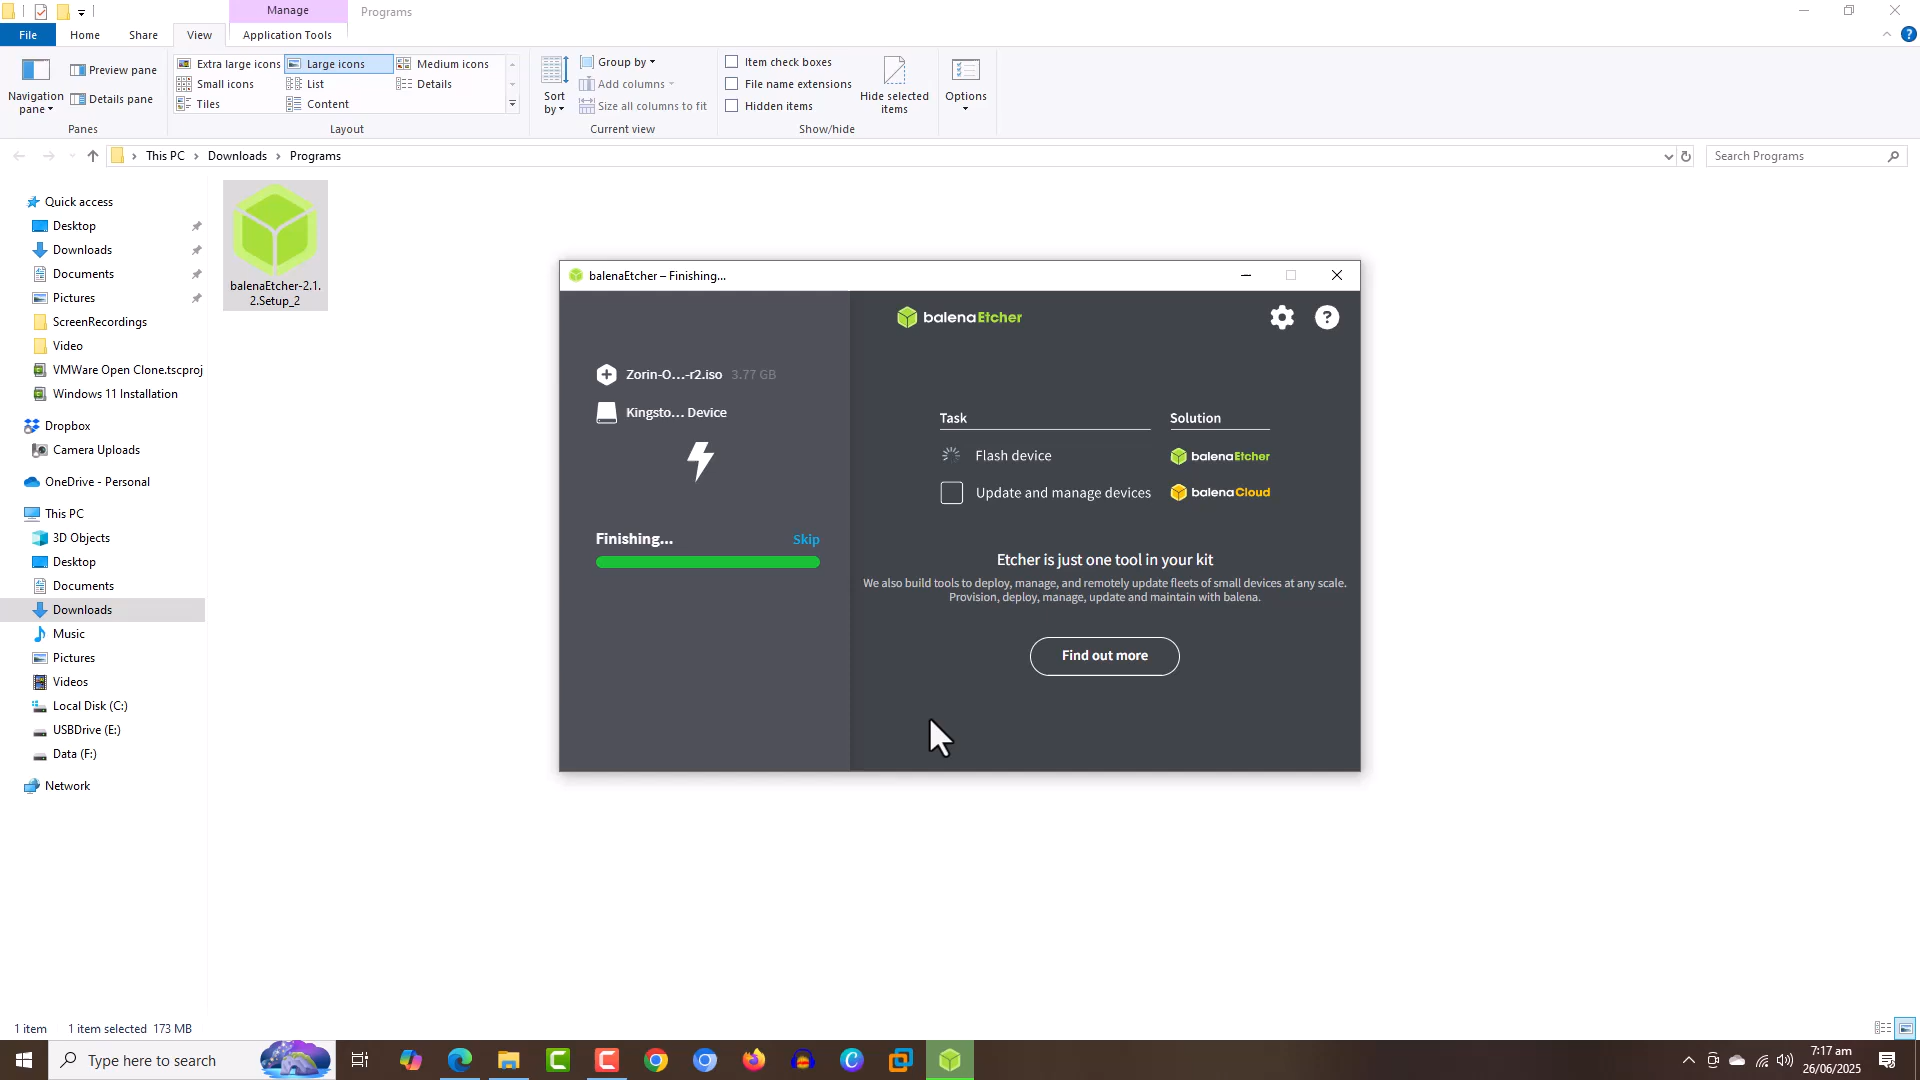 Manage
Programs
File
Home
Share
View
Application Tools
Navigation
pane
Preview pane
Details pane
Panes
Extra large icons
Large icons
Medium icons
Small icons
List
Details
Tiles
Content
Layout
Sort
by
Group by
Add columns
Size all columns to fit
Current view
Item check boxes
File name extensions
Hidden items
Hide selected
items
Show/hide
Options
This PC > Downloads > Programs
Search Programs
Quick access
Desktop
Downloads
Documents
Pictures
ScreenRecordings
Video
VMWare Open Clone.tscproj
Windows 11 Installation
Dropbox
Camera Uploads
OneDrive - Personal
This PC
3D Objects
Desktop
Documents
Downloads
Music
Pictures
Videos
Local Disk (C:)
USBDrive (E:)
Data (F:)
Network
balenaEtcher-2.1.
2.Setup_2
balenaEtcher – Finishing...
balenaEtcher
?
Zorin-O...-r2.iso 3.77 GB
Kingsto... Device
Finishing...
Skip
Task
Solution
Flash device
balenaEtcher
Update and manage devices
balenaCloud
Etcher is just one tool in your kit
We also build tools to deploy, manage, and remotely update fleets of small devices at any scale.
Provision, deploy, manage, update and maintain with balena.
Find out more
1 item
1 item selected 173 MB
Type here to search
7:17 am
26/06/2025